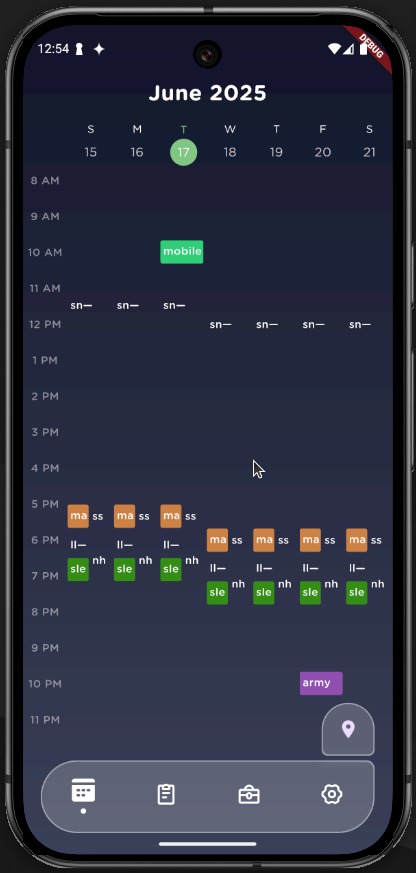 12:54
DEBUG
June 2025
S M T W T F S
15 16 17 18 19 20 21
8 AM
9 AM
10 AM mobile
11 AM
sn— sn— sn—
12 PM sn— sn— sn— sn—
1 PM
2 PM
3 PM
4 PM
5 PM
ma ss ma ss ma ss
6 PM ma ss ma ss ma ss ma ss
ll— ll— ll—
nh nh nh
sle sle sle
ll— ll— ll— ll—
7 PM
nh nh nh nh
sle sle sle sle
8 PM
9 PM
10 PM army
11 PM